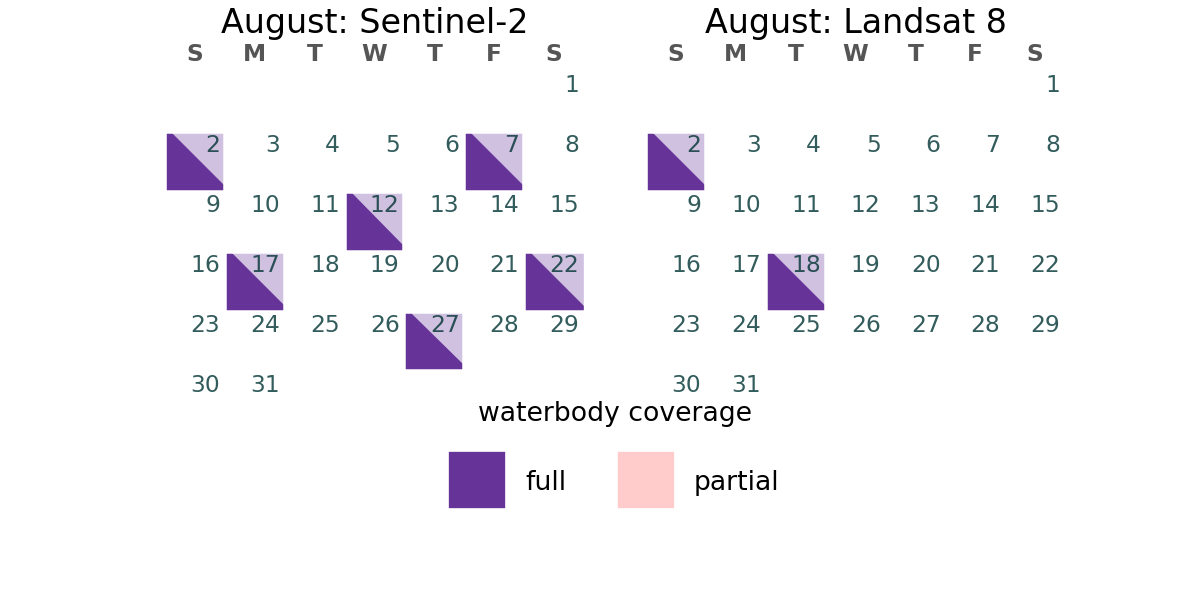 August: Sentinel-2
S M T W T F S
1
2 3 4 5 6 7 8
9 10 11 12 13 14 15
16 17 18 19 20 21 22
23 24 25 26 27 28 29
30 31
August: Landsat 8
S M T W T F S
1
2 3 4 5 6 7 8
9 10 11 12 13 14 15
16 17 18 19 20 21 22
23 24 25 26 27 28 29
30 31
waterbody coverage
full
partial